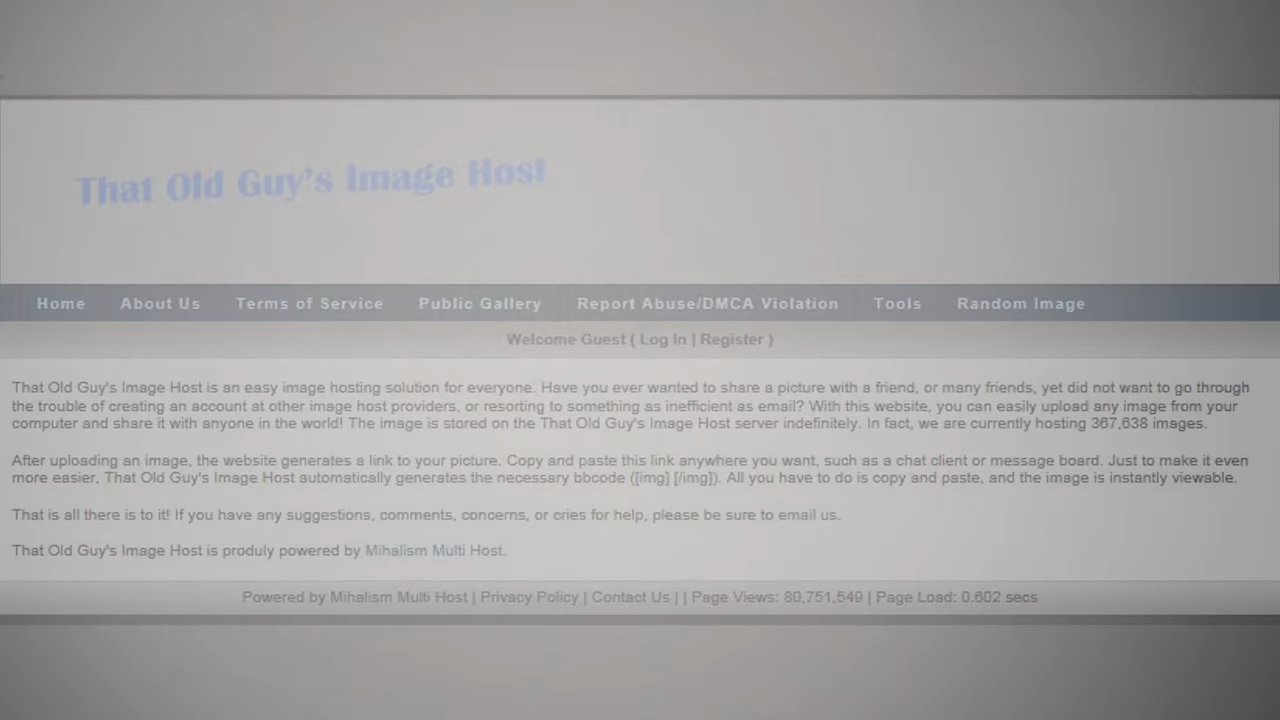 That Old Guy's Image Host
Home About Us Terms of Service Public Gallery Report Abuse/DMCA Violation Tools Random Image
Welcome Guest ( Log In | Register )
That Old Guy's Image Host is an easy image hosting solution for everyone. Have you ever wanted to share a picture with a friend, or many friends, yet did not want to go through
the trouble of creating an account at other image host providers, or resorting to something as inefficient as email? With this website, you can easily upload any image from your
computer and share it with anyone in the world! The image is stored on the That Old Guy's Image Host server indefinitely. In fact, we are currently hosting 367,638 images.
After uploading an image, the website generates a link to your picture. Copy and paste this link anywhere you want, such as a chat client or message board. Just to make it even
more easier, That Old Guy's Image Host automatically generates the necessary bbcode ([img] [/img]). All you have to do is copy and paste, and the image is instantly viewable.
That is all there is to it! If you have any suggestions, comments, concerns, or cries for help, please be sure to email us.
That Old Guy's Image Host is produly powered by Mihalism Multi Host.
Powered by Mihalism Multi Host | Privacy Policy | Contact Us | | Page Views: 80,751,549 | Page Load: 0.602 secs